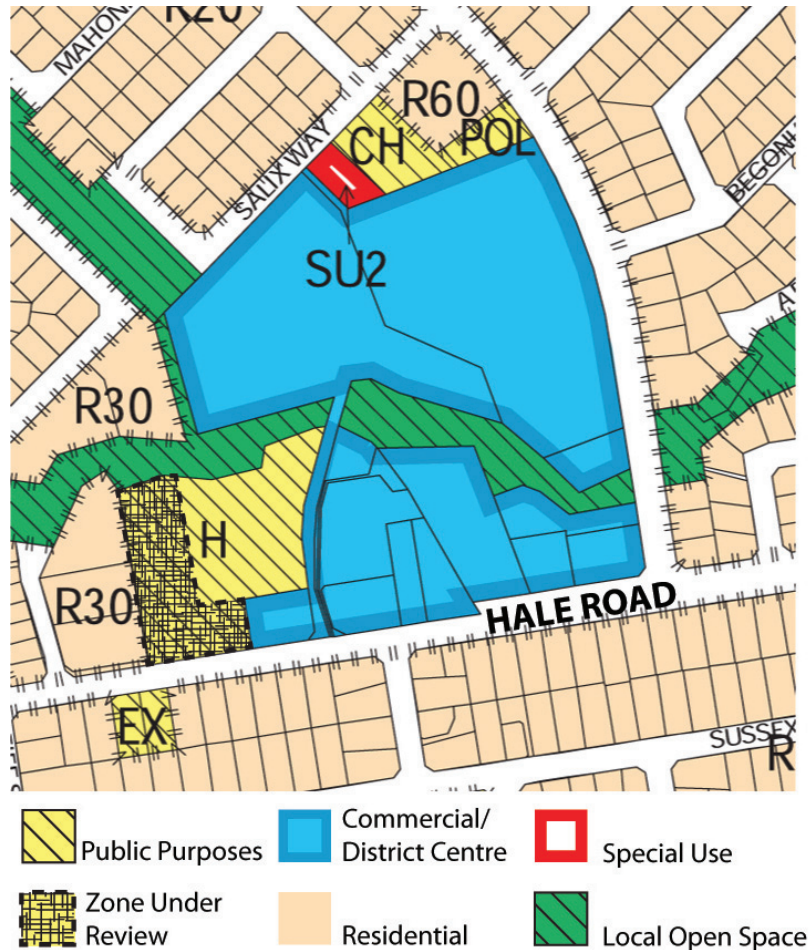 MAHON
R20
R60
CH
POL
SALIX WAY
BEGONI
SU2
R30
H
R30
HALE ROAD
EX
SUSSEX
R
Public Purposes
Commercial/
District Centre
Special Use
Zone Under
Review
Residential
Local Open Space